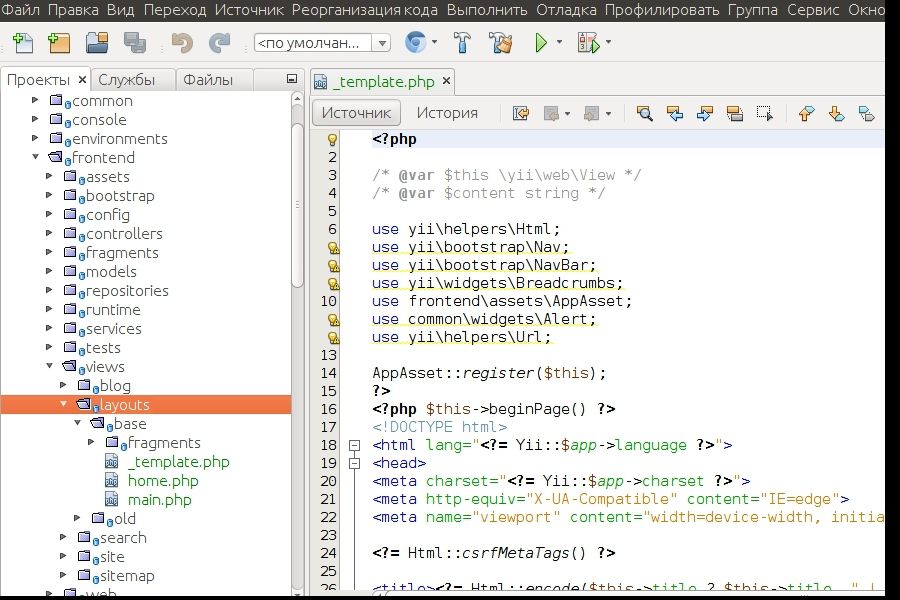 Файл Правка Вид Переход Источник Реорганизация кода Выполнить Отладка Профилировать Группа Сервис Окно
<по умолчан...
Проекты × Службы Файлы
_template.php ×
Источник История
common
console
environments
frontend
assets
bootstrap
config
controllers
fragments
models
repositories
runtime
services
tests
views
blog
layouts
base
fragments
_template.php
home.php
main.php
old
search
site
sitemap
web
<?php
2
3 /* @var $this \yii\web\View */
4 /* @var $content string */
5
6 use yii\helpers\Html;
use yii\bootstrap\Nav;
use yii\bootstrap\NavBar;
use yii\widgets\Breadcrumbs;
10 use frontend\assets\AppAsset;
use common\widgets\Alert;
use yii\helpers\Url;
13
14 AppAsset::register($this);
15 ?>
16 <?php $this->beginPage() ?>
17 <!DOCTYPE html>
18 <html lang="<?= Yii::$app->language ?>">
19 <head>
20 <meta charset="<?= Yii::$app->charset ?>">
21 <meta http-equiv="X-UA-Compatible" content="IE=edge">
22 <meta name="viewport" content="width=device-width, initia
23
24 <?= Html::csrfMetaTags() ?>
25
26 <title><?= Html::encode($this->title ? $this->title . " |